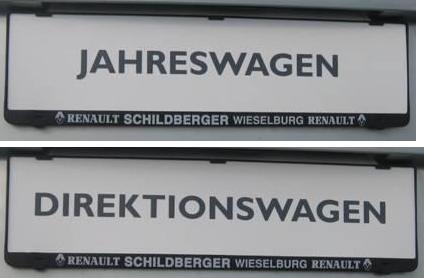 JAHRESWAGEN
RENAULT SCHILDBERGER WIESELBURG RENAULT
DIREKTIONSWAGEN
RENAULT SCHILDBERGER WIESELBURG RENAULT